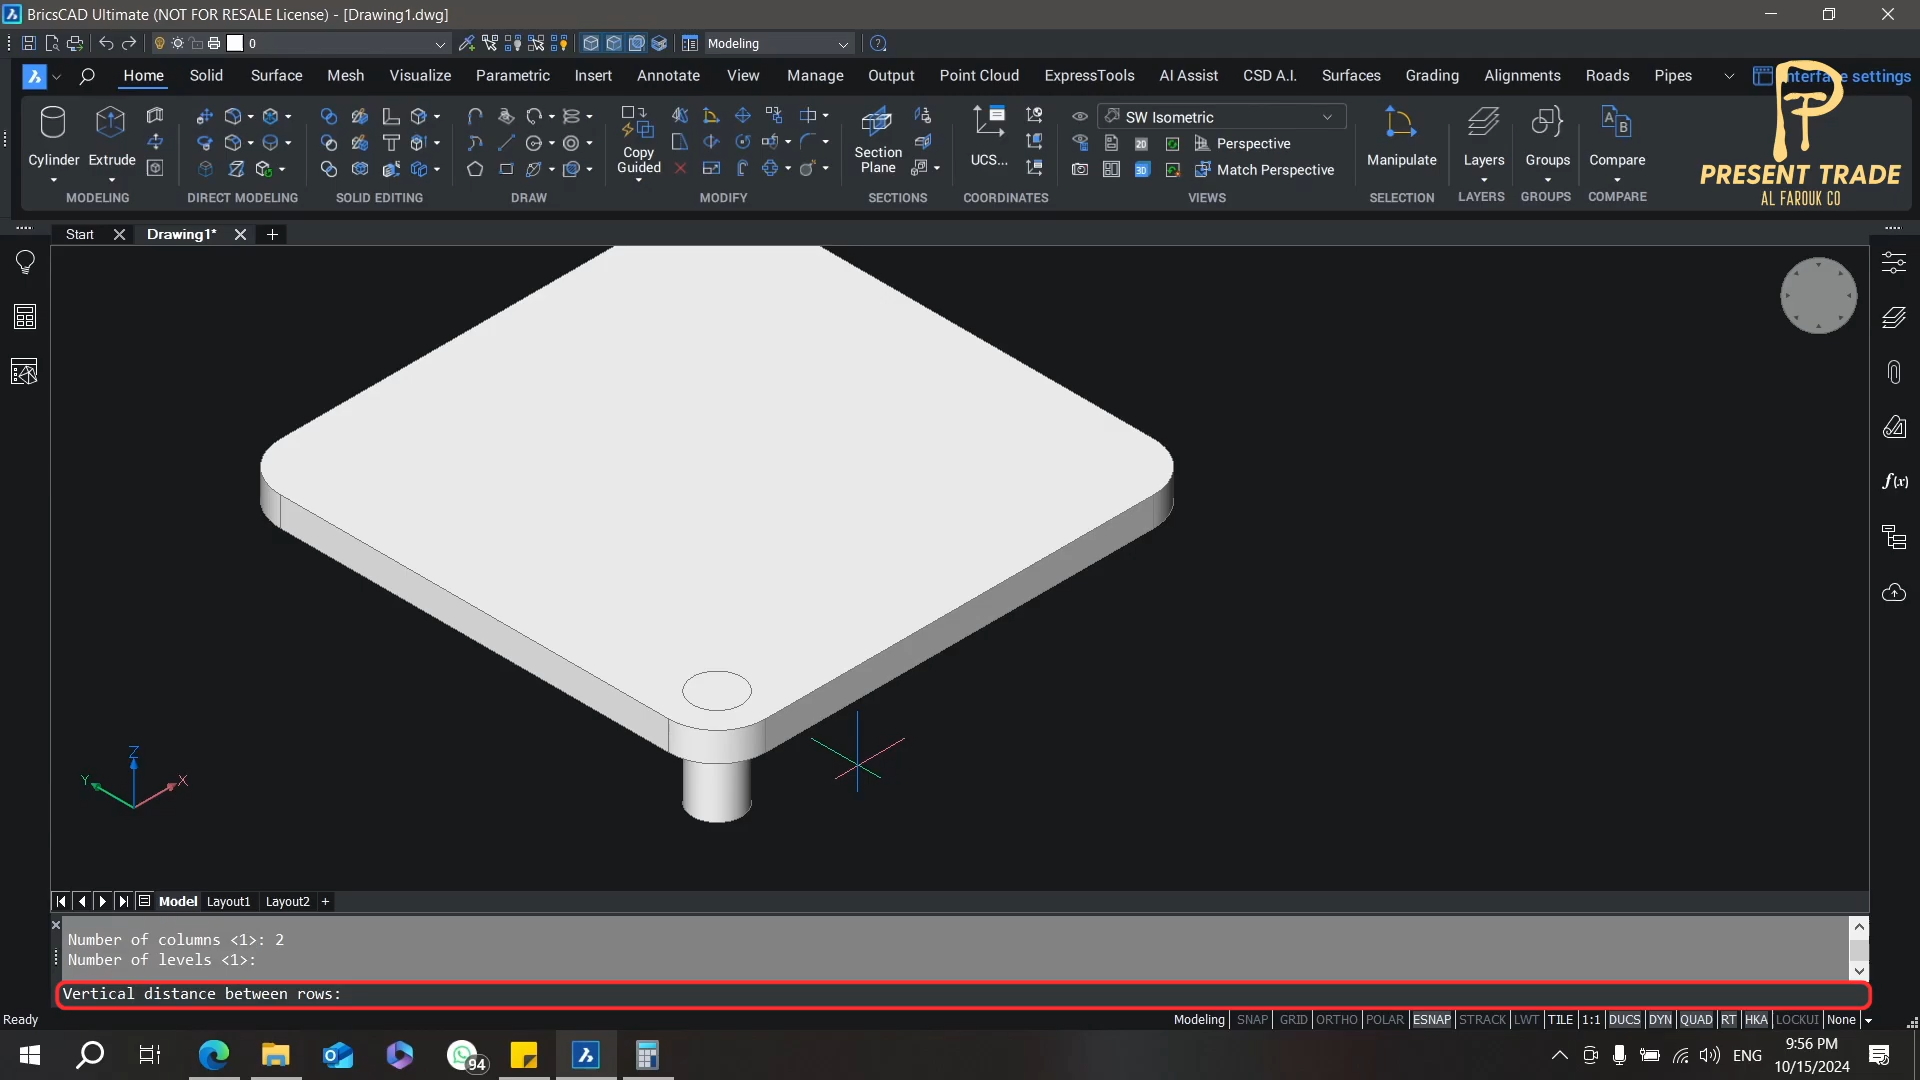 BricsCAD Ultimate (NOT FOR RESALE License) - [Drawing1.dwg]
0
Modeling
Home Solid Surface Mesh Visualize Parametric Insert Annotate View Manage Output Point Cloud ExpressTools AI Assist CSD A.I. Surfaces Grading Alignments Roads Pipes
nterface settings
PRESENT TRADE
AL FAROUK CO
Cylinder Extrude
Copy Guided
Section Plane
UCS...
SW Isometric
Perspective
Match Perspective
2D
3D
Manipulate Layers Groups Compare
MODELING DIRECT MODELING SOLID EDITING DRAW MODIFY SECTIONS COORDINATES VIEWS SELECTION LAYERS GROUPS COMPARE
Start Drawing1*
f(x)
Z
Y X
Model Layout1 Layout2 +
Number of columns <1>: 2
Number of levels <1>:
Vertical distance between rows:
Ready
Modeling SNAP GRID ORTHO POLAR ESNAP STRACK LWT TILE 1:1 DUCS DYN QUAD RT HKA LOCKUI None
94
ENG
9:56 PM
10/15/2024